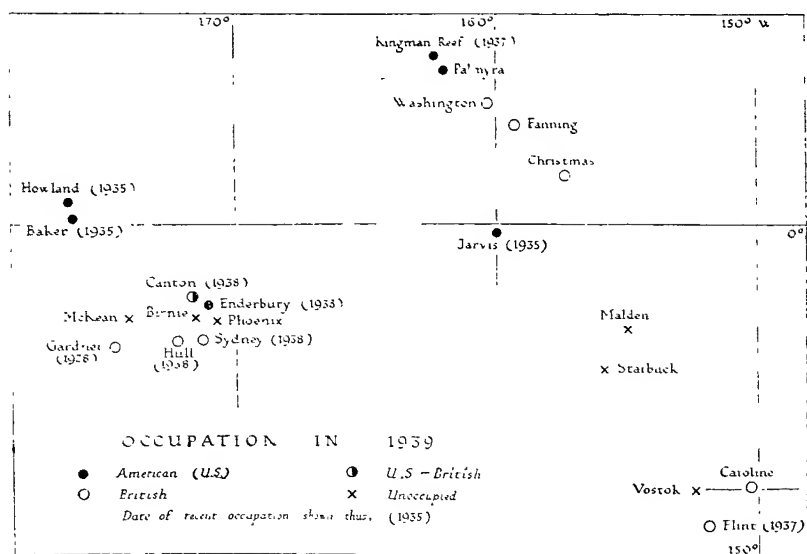 170° 160° 150° W
Kingman Reef (1937)
Palmyra
Washington
Fanning
Christmas
Howland (1935)
Baker (1935)
0°
Jarvis (1935)
Canton (1938)
Enderbury (1938)
McKean
Birnie
Phoenix
Malden
Gardner
(1938)
Hull
(1938)
Sydney (1938)
Starbuck
OCCUPATION IN 1939
American (U.S.)
U.S - British
British
Unoccupied
Date of recent occupation shown thus, (1935)
Caroline
Vostok
Flint (1937)
150°